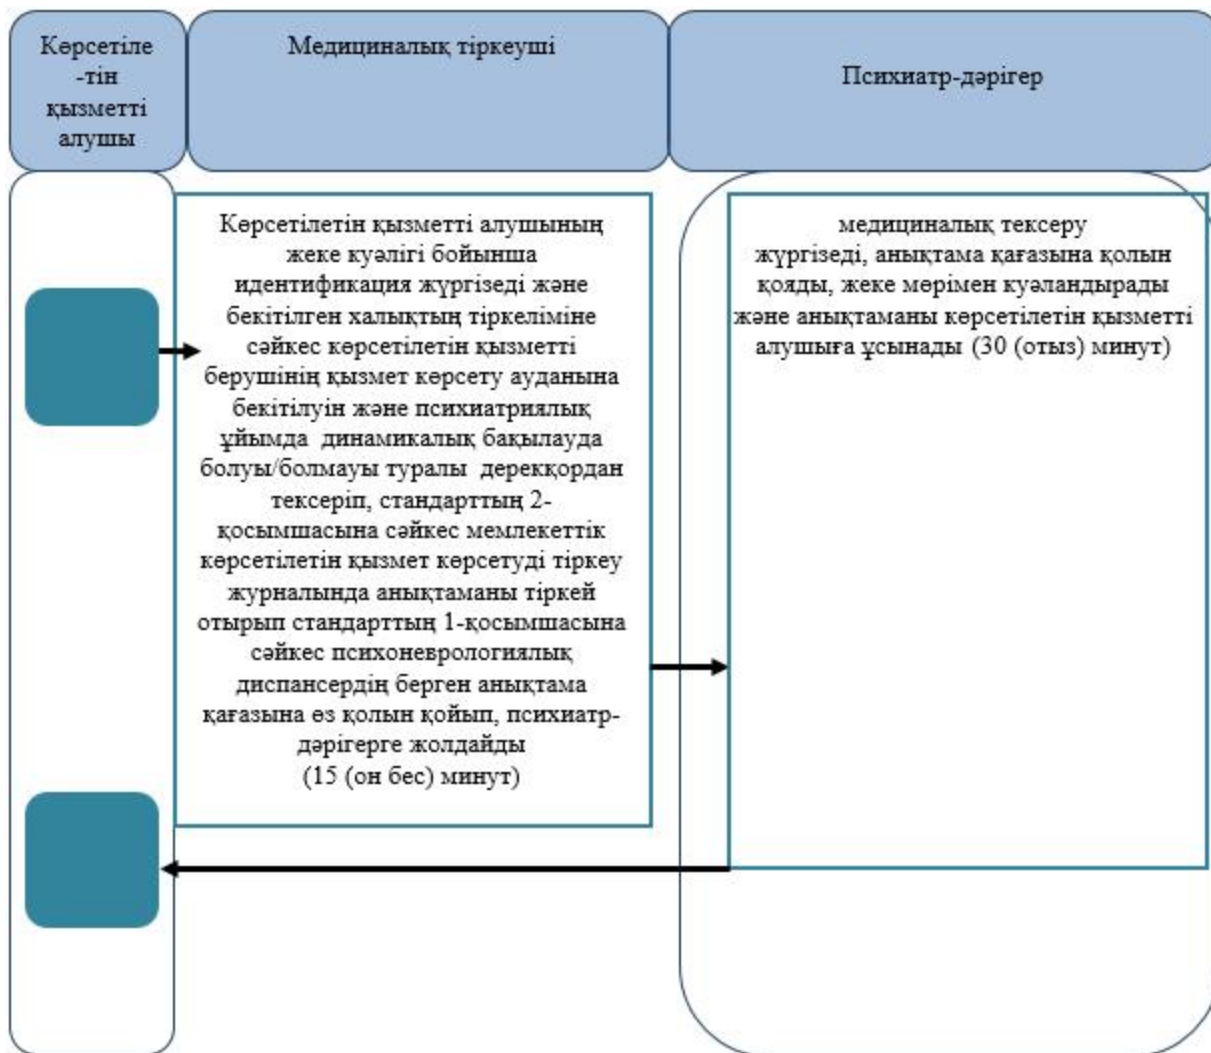 Көрсетіле
-тін
қызметті
алушы
Медициналық тіркеуші
Психиатр-дәрігер
Көрсетілетін қызметті алушының
жеке куәлігі бойынша
идентификация жүргізеді және
бекітілген халықтың тіркеліміне
сәйкес көрсетілетін қызметті
берушінің қызмет көрсету ауданына
бекітілуін және психиатриялық
ұйымда динамикалық бақылауда
болуы/болмауы туралы дерекқордан
тексеріп, стандарттың 2-
қосымшасына сәйкес мемлекеттік
көрсетілетін қызмет көрсетуді тіркеу
журналында анықтаманы тіркей
отырып стандарттың 1-қосымшасына
сәйкес психоневрологиялық
диспансердің берген анықтама
қағазына өз қолын қойып, психиатр-
дәрігерге жолдайды
(15 (он бес) минут)
медициналық тексеру
жүргізеді, анықтама қағазына қолын
қояды, жеке мөрімен куәландырады
және анықтаманы көрсетілетін қызметті
алушыға ұсынады (30 (отыз) минут)